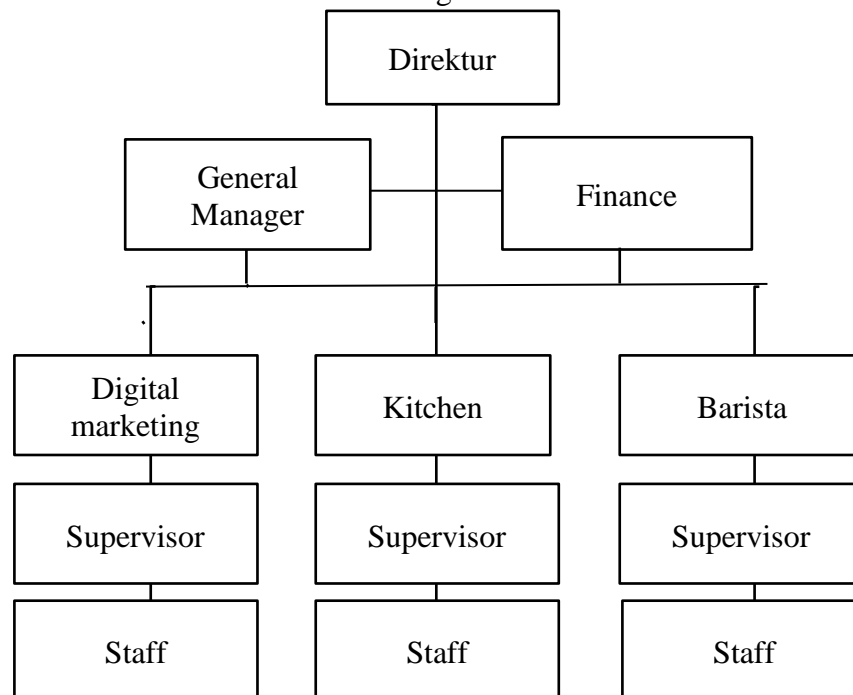 Direktur
General
Manager
Finance
Digital
marketing
Kitchen
Barista
Supervisor
Supervisor
Supervisor
Staff
Staff
Staff